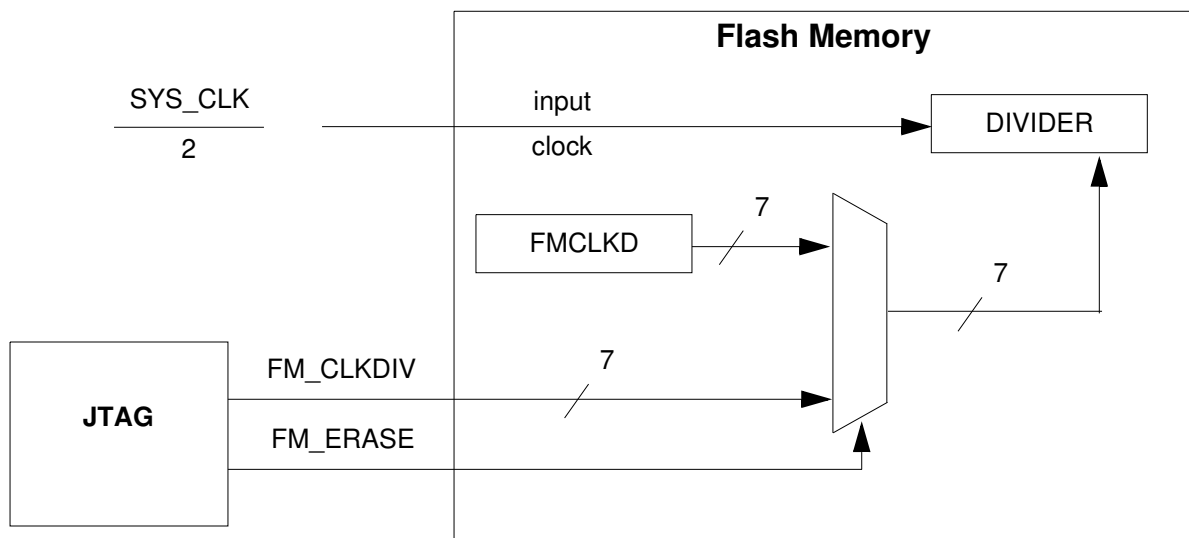 Flash Memory
SYS_CLK
2
input
clock
DIVIDER
7
FMCLKD
7
FM_CLKDIV
7
JTAG
FM_ERASE